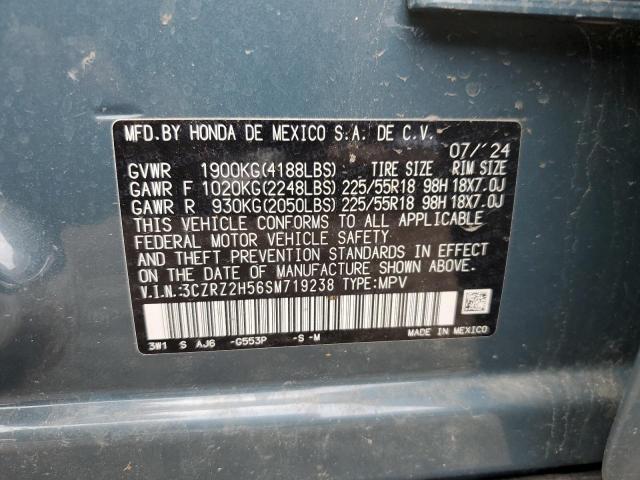 MFD.BY HONDA DE MEXICO S.A. DE C.V.
07/'24
GVWR 1900KG(4188LBS) TIRE SIZE RIM SIZE
GAWR F 1020KG(2248LBS) 225/55R18 98H 18X7.0J
GAWR R 930KG(2050LBS) 225/55R18 98H 18X7.0J
THIS VEHICLE CONFORMS TO ALL APPLICABLE
FEDERAL MOTOR VEHICLE SAFETY
AND THEFT PREVENTION STANDARDS IN EFFECT
ON THE DATE OF MANUFACTURE SHOWN ABOVE.
V.I.N.:3CZRZ2H56SM719238 TYPE:MPV
3W1 S AJ6 -G553P -S -M
MADE IN MEXICO